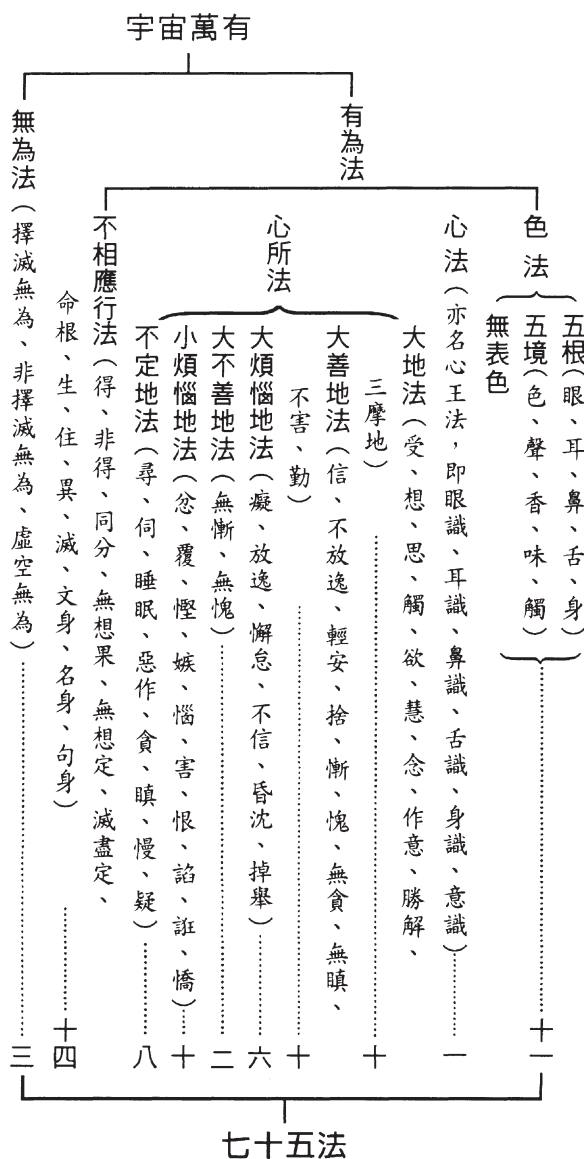 宇宙萬有
有為法
色法
五根（眼、耳、鼻、舌、身）
五境（色、聲、香、味、觸）
無表色
十一
心法（亦名心王法，即眼識、耳識、鼻識、舌識、身識、意識）
一
心所法
大地法（受、想、思、觸、欲、慧、念、作意、勝解、
三摩地）
十
大善地法（信、不放逸、輕安、捨、慚、愧、無貪、無瞋、
不害、勤）
十
大煩惱地法（癡、放逸、懈怠、不信、昏沈、掉舉）
六
大不善地法（無慚、無愧）
二
小煩惱地法（忿、覆、慳、嫉、惱、害、恨、諂、誑、憍）
十
不定地法（尋、伺、睡眠、惡作、貪、瞋、慢、疑）
八
不相應行法（得、非得、同分、無想果、無想定、滅盡定、
命根、生、住、異、滅、文身、名身、句身）
十四
無為法（擇滅無為、非擇滅無為、虛空無為）
三
七十五法